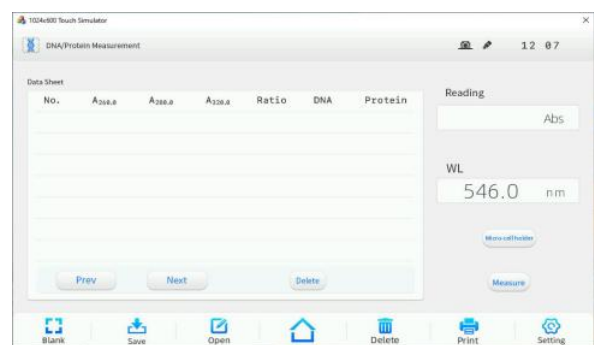 1024x600 Touch Simulator
DNA/Protein Measurement
12 07
Data Sheet
No. A260.0 A280.0 A320.0 Ratio DNA Protein
Reading
Abs
WL
546.0 nm
Micro cell holder
Prev Next Delete
Measure
Blank Save Open Delete Print Setting